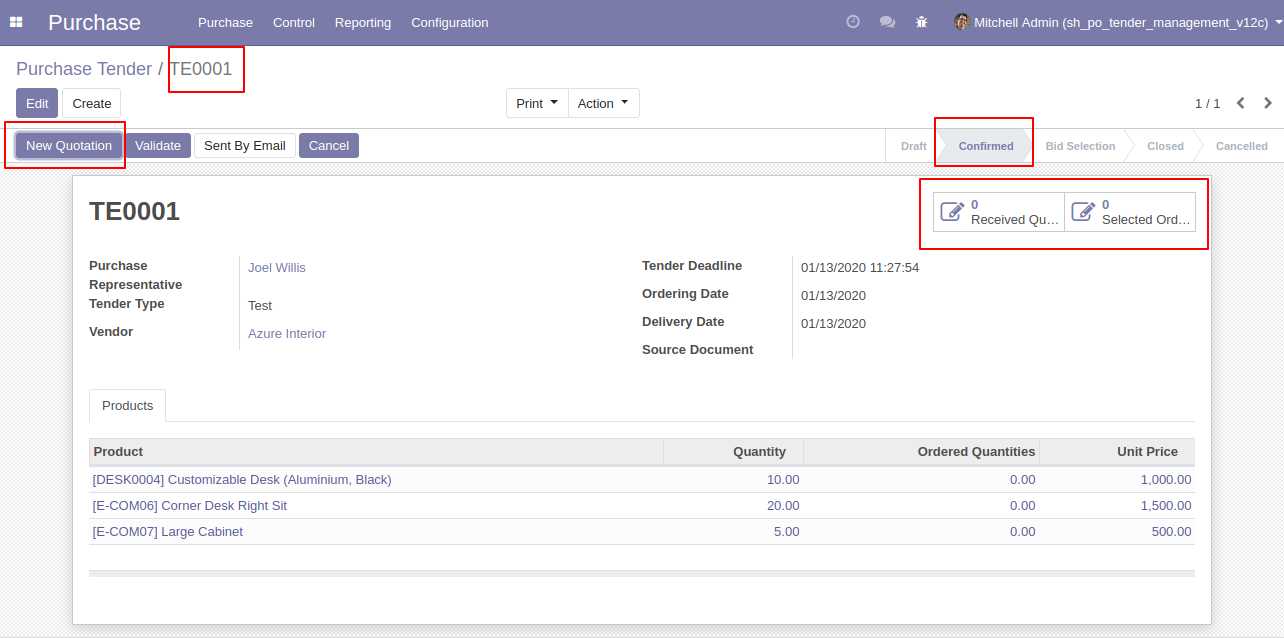 Purchase Purchase Control Reporting Configuration Mitchell Admin (sh_po_tender_management_v12c)
Purchase Tender / TE0001
Edit Create Print Action 1 / 1
New Quotation Validate Sent By Email Cancel Draft Confirmed Bid Selection Closed Cancelled
TE0001
0 Received Qu...
0 Selected Ord...
Purchase Representative Joel Willis
Tender Type Test
Vendor Azure Interior
Tender Deadline 01/13/2020 11:27:54
Ordering Date 01/13/2020
Delivery Date 01/13/2020
Source Document
Products
Product Quantity Ordered Quantities Unit Price
[DESK0004] Customizable Desk (Aluminium, Black) 10.00 0.00 1,000.00
[E-COM06] Corner Desk Right Sit 20.00 0.00 1,500.00
[E-COM07] Large Cabinet 5.00 0.00 500.00